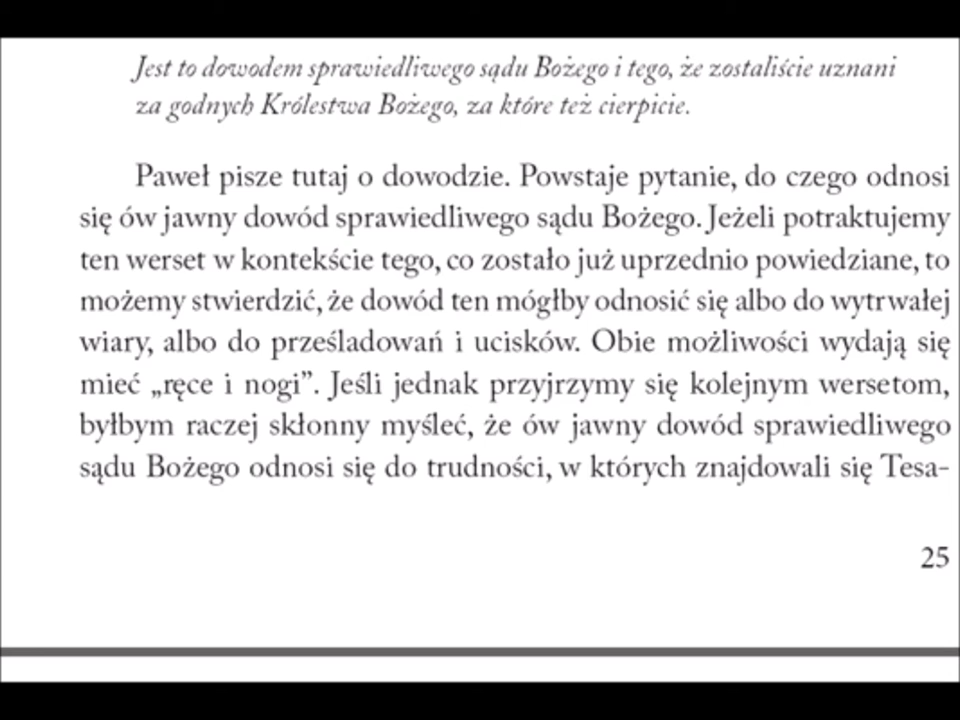 Jest to dowodem sprawiedliwego sądu Bożego i tego, że zostaliście uznani
za godnych Królestwa Bożego, za które też cierpicie.
Paweł pisze tutaj o dowodzie. Powstaje pytanie, do czego odnosi
się ów jawny dowód sprawiedliwego sądu Bożego. Jeżeli potraktujemy
ten werset w kontekście tego, co zostało już uprzednio powiedziane, to
możemy stwierdzić, że dowód ten mógłby odnosić się albo do wytrwałej
wiary, albo do prześladowań i ucisków. Obie możliwości wydają się
mieć „ręce i nogi”. Jeśli jednak przyjrzymy się kolejnym wersetom,
byłbym raczej skłonny myśleć, że ów jawny dowód sprawiedliwego
sądu Bożego odnosi się do trudności, w których znajdowali się Tesa-
25